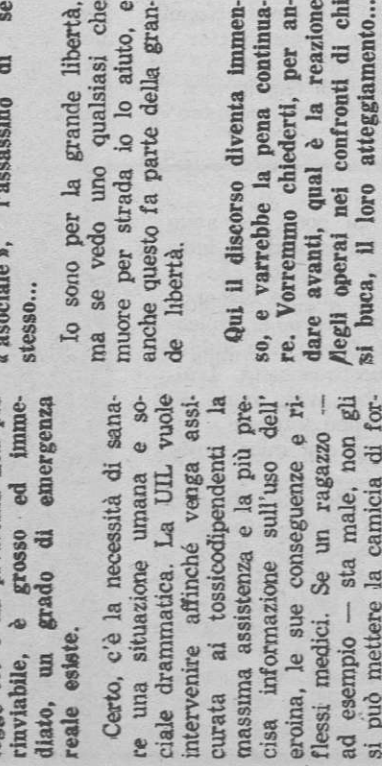 rinviabile, è grosso ed imme-
diato, un grado di emergenza
reale esiste.
Certo, c'è la necessità di sana-
re una situazione umana e so-
ciale drammatica. La UIL vuole
intervenire affinché venga assi-
curata ai tossicodipendenti la
massima assistenza e la più pre-
cisa informazione sull'uso dell'
eroina, le sue conseguenze e ri-
flessi medici. Se un ragazzo —
ad esempio — sta male, non gli
si può mettere la camicia di for-
« asociale », l'assassino di se
stesso...
Io sono per la grande libertà,
ma se vedo uno qualsiasi che
muore per strada io lo aiuto, e
anche questo fa parte della gran-
de libertà.
Qui il discorso diventa immen-
so, e varrebbe la pena continua-
re. Vorremmo chiederti, per an-
dare avanti, qual è la reazione
degli operai nei confronti di chi
si buca, il loro atteggiamento...